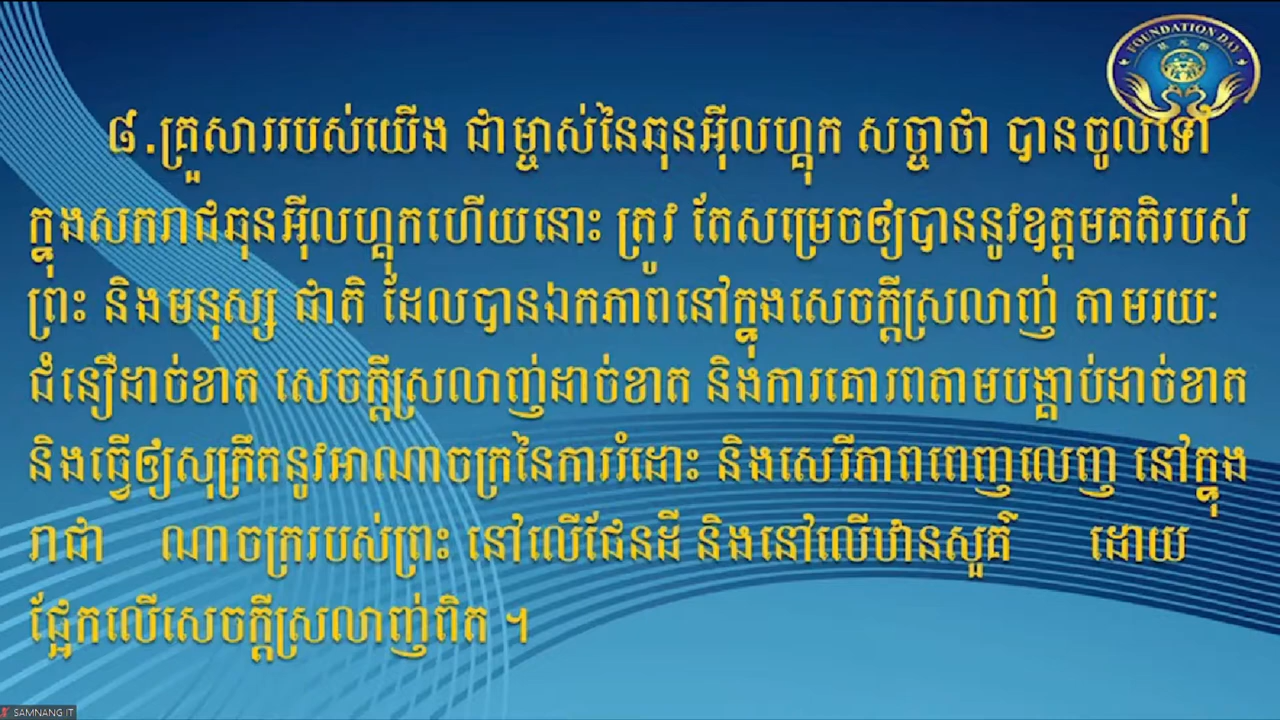 FOUNDATION DAY
៨.គ្រួសាររបស់យើង ជាម្ចាស់នៃឆុនអ៊ីលហ្គុក សច្ចាថា បានចូលទៅ
ក្នុងសករាជឆុនអ៊ីលហ្គុកហើយនោះ ត្រូវ តែសម្រេចឲ្យបាននូវឧត្តមគតិរបស់
ព្រះ និងមនុស្ស ជាតិ ដែលបានឯកភាពនៅក្នុងសេចក្តីស្រលាញ់ តាមរយៈ
ជំនឿដាច់ខាត សេចក្តីស្រលាញ់ដាច់ខាត និងការគោរពតាមបង្គាប់ដាច់ខាត
និងធ្វើឲ្យសុក្រឹតនូវអាណាចក្រនៃការរំដោះ និងសេរីភាពពេញលេញ នៅក្នុង
រាជា ណាចក្ររបស់ព្រះ នៅលើផែនដី និងនៅលើឋានសួគ៌ ដោយ
ផ្អែកលើសេចក្តីស្រលាញ់ពិត ។
SAMNANG IT